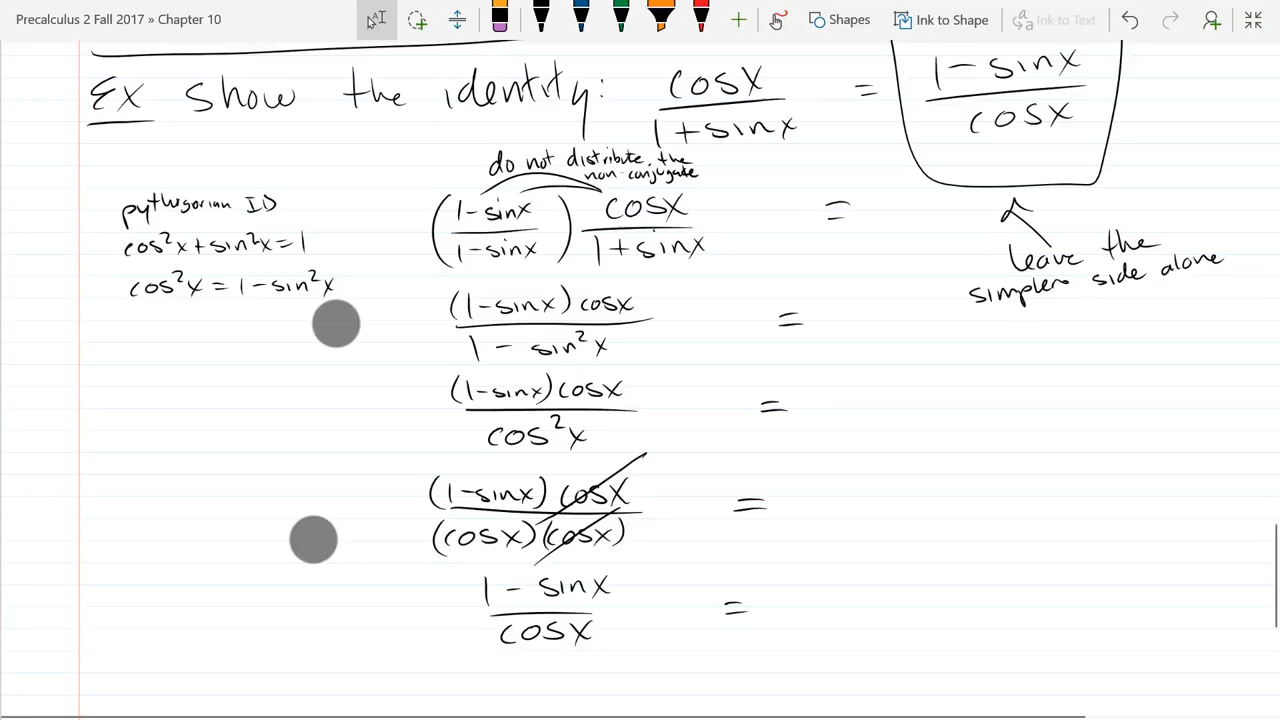 Precalculus 2 Fall 2017 » Chapter 10
Shapes Ink to Shape Ink to Text
Ex show the identity: cosx/(1+sinx) = (1-sinx)/cosx
do not distribute the
non-conjugate
pythagorian ID
cos²x+sin²x=1
cos²x = 1-sin²x
((1-sinx)/(1-sinx)) cosx/(1+sinx) =
leave the
simpler side alone
(1-sinx)cosx/(1 - sin²x) =
(1-sinx)cosx/cos²x =
(1-sinx)cosx/(cosx)(cosx) =
(1-sinx)/cosx =